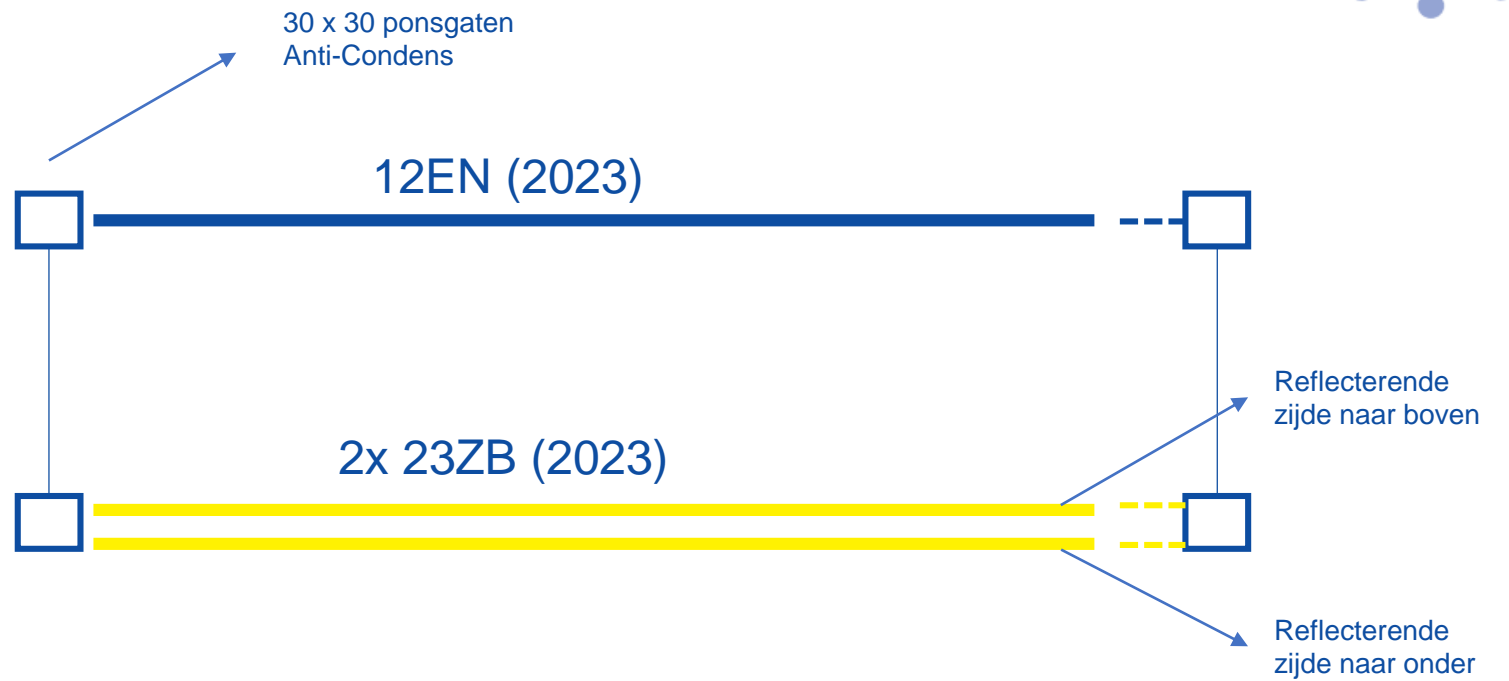 30 x 30 ponsgaten
Anti-Condens
12EN (2023)
Reflecterende
zijde naar boven
2x 23ZB (2023)
Reflecterende
zijde naar onder